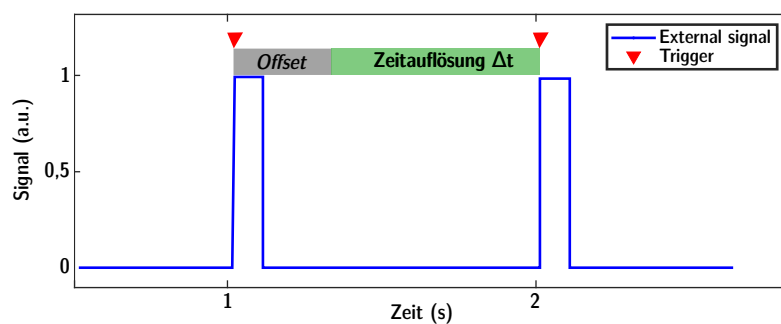 External signal
Trigger
Offset
Zeitauflösung Δt
1
0,5
0
Signal (a.u.)
1
2
Zeit (s)